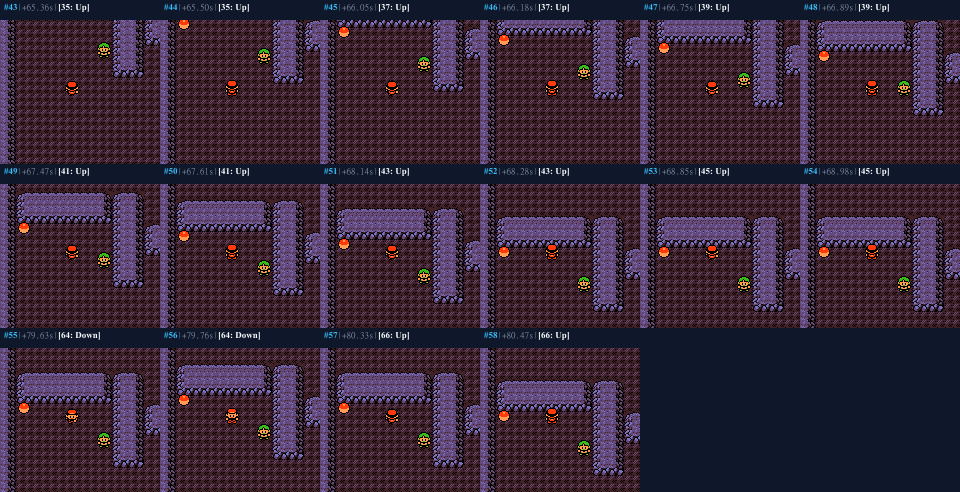 #43|+65.36s|[35: Up]
#44|+65.50s|[35: Up]
#45|+66.05s|[37: Up]
#46|+66.18s|[37: Up]
#47|+66.75s|[39: Up]
#48|+66.89s|[39: Up]
#49|+67.47s|[41: Up]
#50|+67.61s|[41: Up]
#51|+68.14s|[43: Up]
#52|+68.28s|[43: Up]
#53|+68.85s|[45: Up]
#54|+68.98s|[45: Up]
#55|+79.63s|[64: Down]
#56|+79.76s|[64: Down]
#57|+80.33s|[66: Up]
#58|+80.47s|[66: Up]